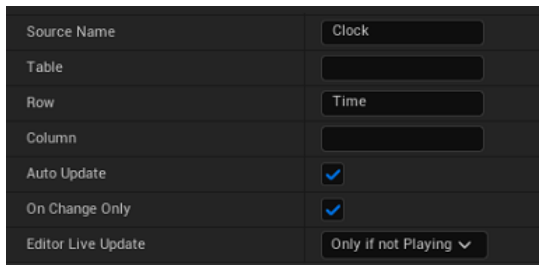 Source Name Clock
Table
Row Time
Column
Auto Update
On Change Only
Editor Live Update Only if not Playing